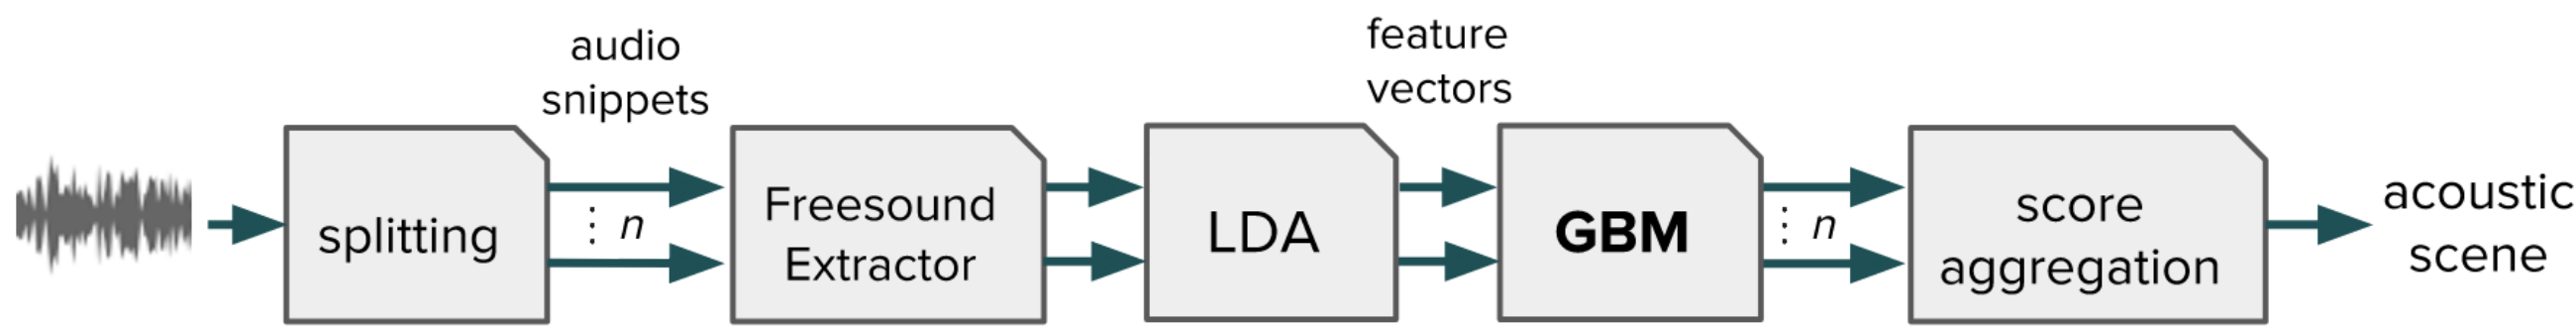 audio
snippets
feature
vectors
splitting
⋮ n
Freesound
Extractor
LDA
GBM
⋮ n
score
aggregation
acoustic
scene